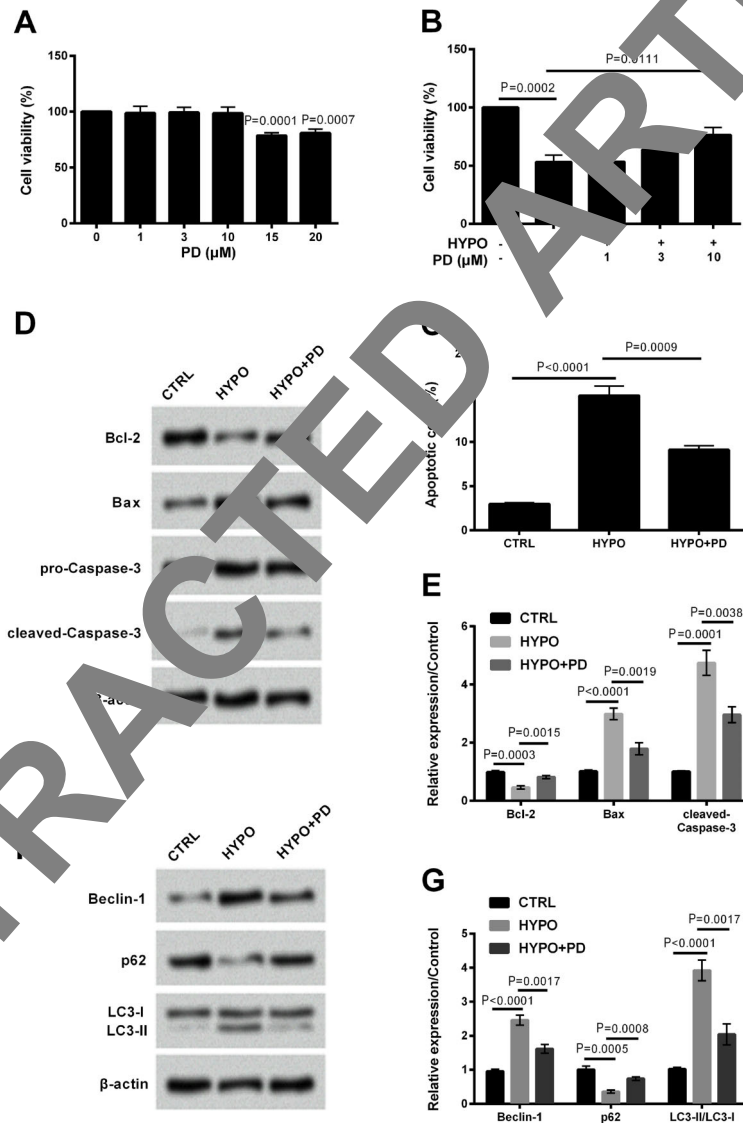 A
Cell viability (%)
150
100
50
0
P=0.0001 P=0.0007
0 1 3 10 15 20
PD (μM)
B
Cell viability (%)
150
100
50
0
P=0.0002
HYPO - + +
PD (μM) - 1 3 10
D
CTRL HYPO HYPO+PD
Bcl-2
Bax
pro-Caspase-3
cleaved-Caspase-3
Apoptotic
10
5
0
P<0.0001
P=0.0009
CTRL HYPO HYPO+PD
E
CTRL
HYPO
HYPO+PD
Relative expression/Control
6
4
2
0
P=0.0003
P=0.0015
P<0.0001
P=0.0019
P=0.0001
P=0.0038
Bcl-2 Bax cleaved-
Caspase-3
CTRL HYPO HYPO+PD
Beclin-1
p62
LC3-I
LC3-II
β-actin
G
CTRL
HYPO
HYPO+PD
Relative expression/Control
5
4
3
2
1
0
P<0.0001
P=0.0017
P=0.0005
P=0.0008
P<0.0001
P=0.0017
Beclin-1 p62 LC3-II/LC3-I
TRACTED ART